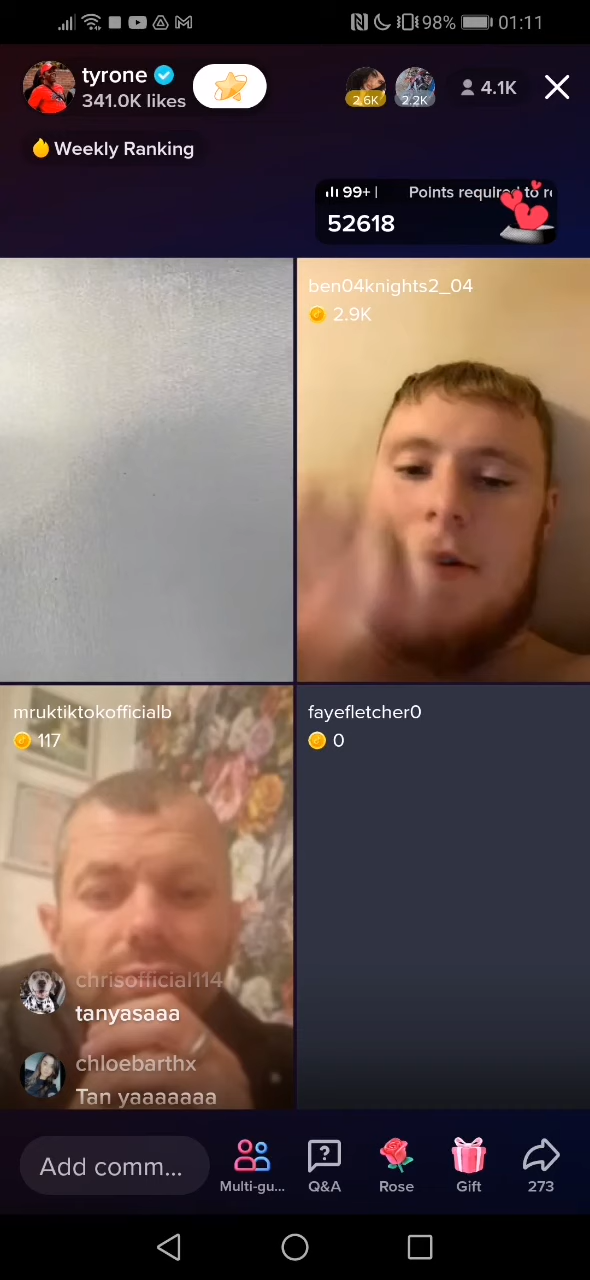 98% 01:11
tyrone
341.0K likes
2.6K 2.2K 4.1K
Weekly Ranking
99+ Points required to
52618
ben04knights2_04
2.9K
mruktiktokofficialb
117
fayefletcher0
0
chrisofficial114
tanyasaaa
chloebarthx
Tan yaaaaaaa
Add comm...
Multi-gu...
Q&A
Rose
Gift
273